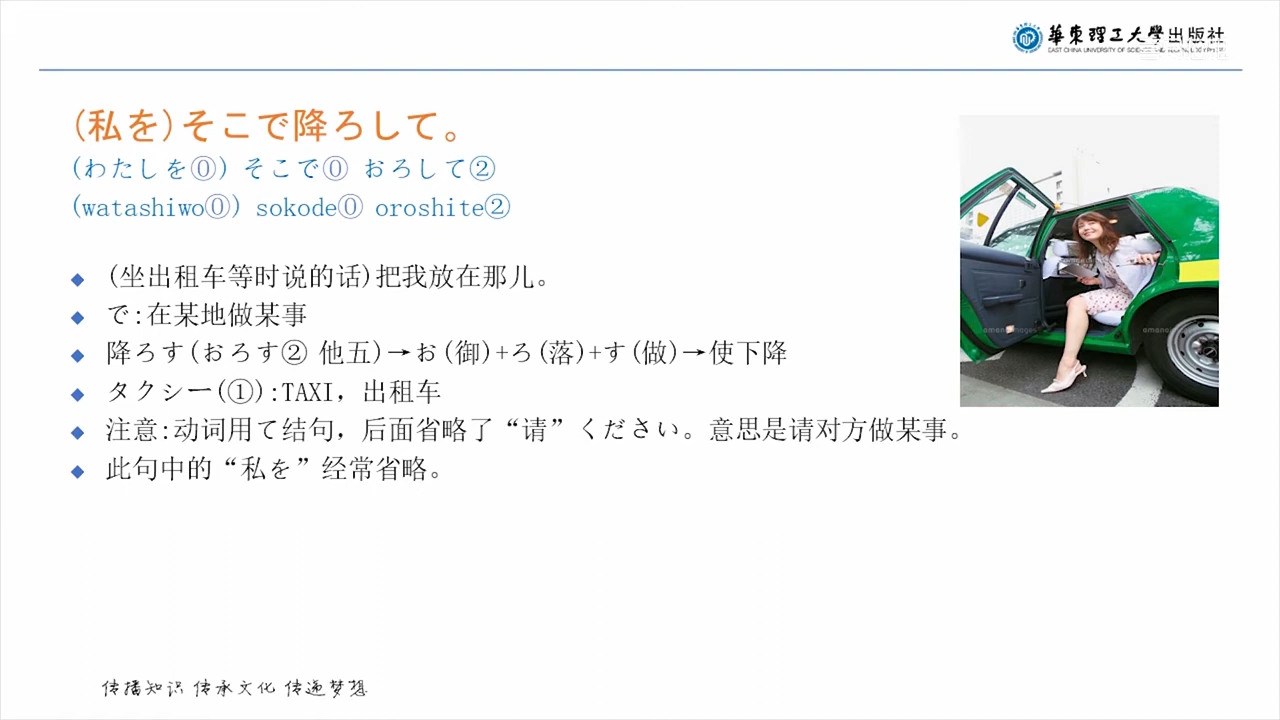 華東理工大學出版社
(私を)そこで降ろして。
(わたしを⓪) そこで⓪ おろして②
(watashiwo⓪) sokode⓪ oroshite②
◆ (坐出租车等时说的话)把我放在那儿。
◆ で:在某地做某事
◆ 降ろす(おろす② 他五)→お(御)+ろ(落)+す(做)→使下降
◆ タクシー(①):TAXI，出租车
◆ 注意:动词用て结句，后面省略了“请”ください。意思是请对方做某事。
◆ 此句中的“私を”经常省略。
传播知识 传承文化 传递梦想